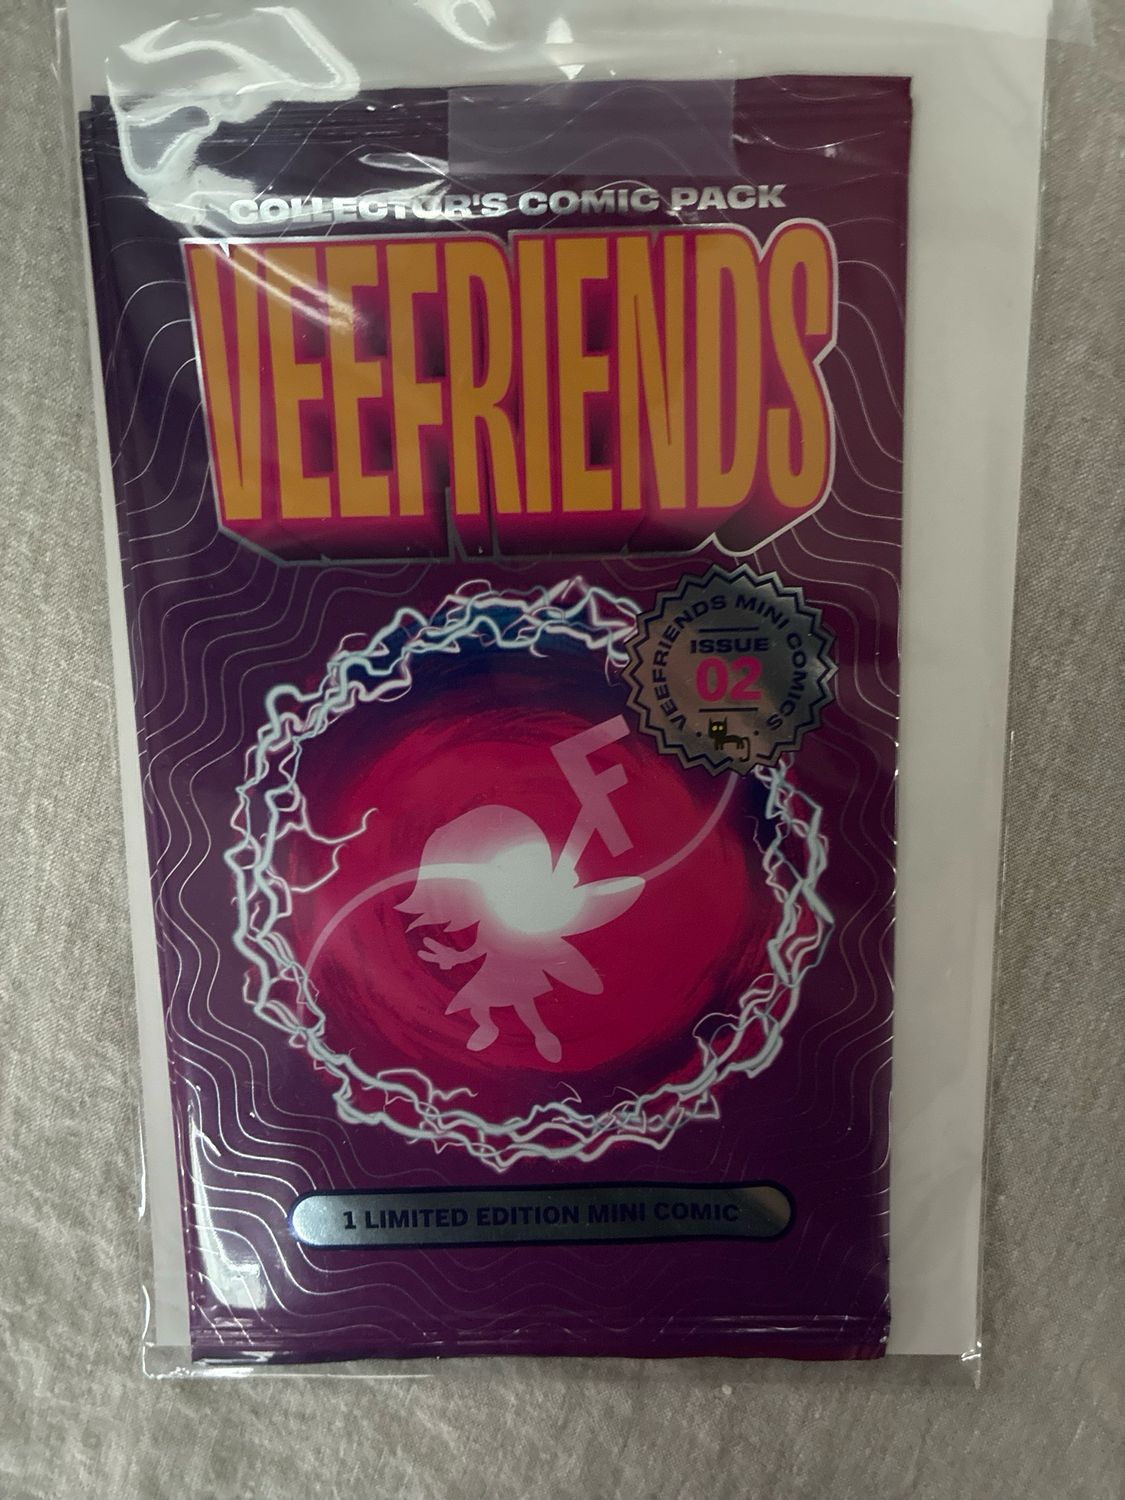 COLLECTOR'S COMIC PACK
VEEFRIENDS
VEEFRIENDS MINI COMICS
ISSUE
02
F
1 LIMITED EDITION MINI COMIC